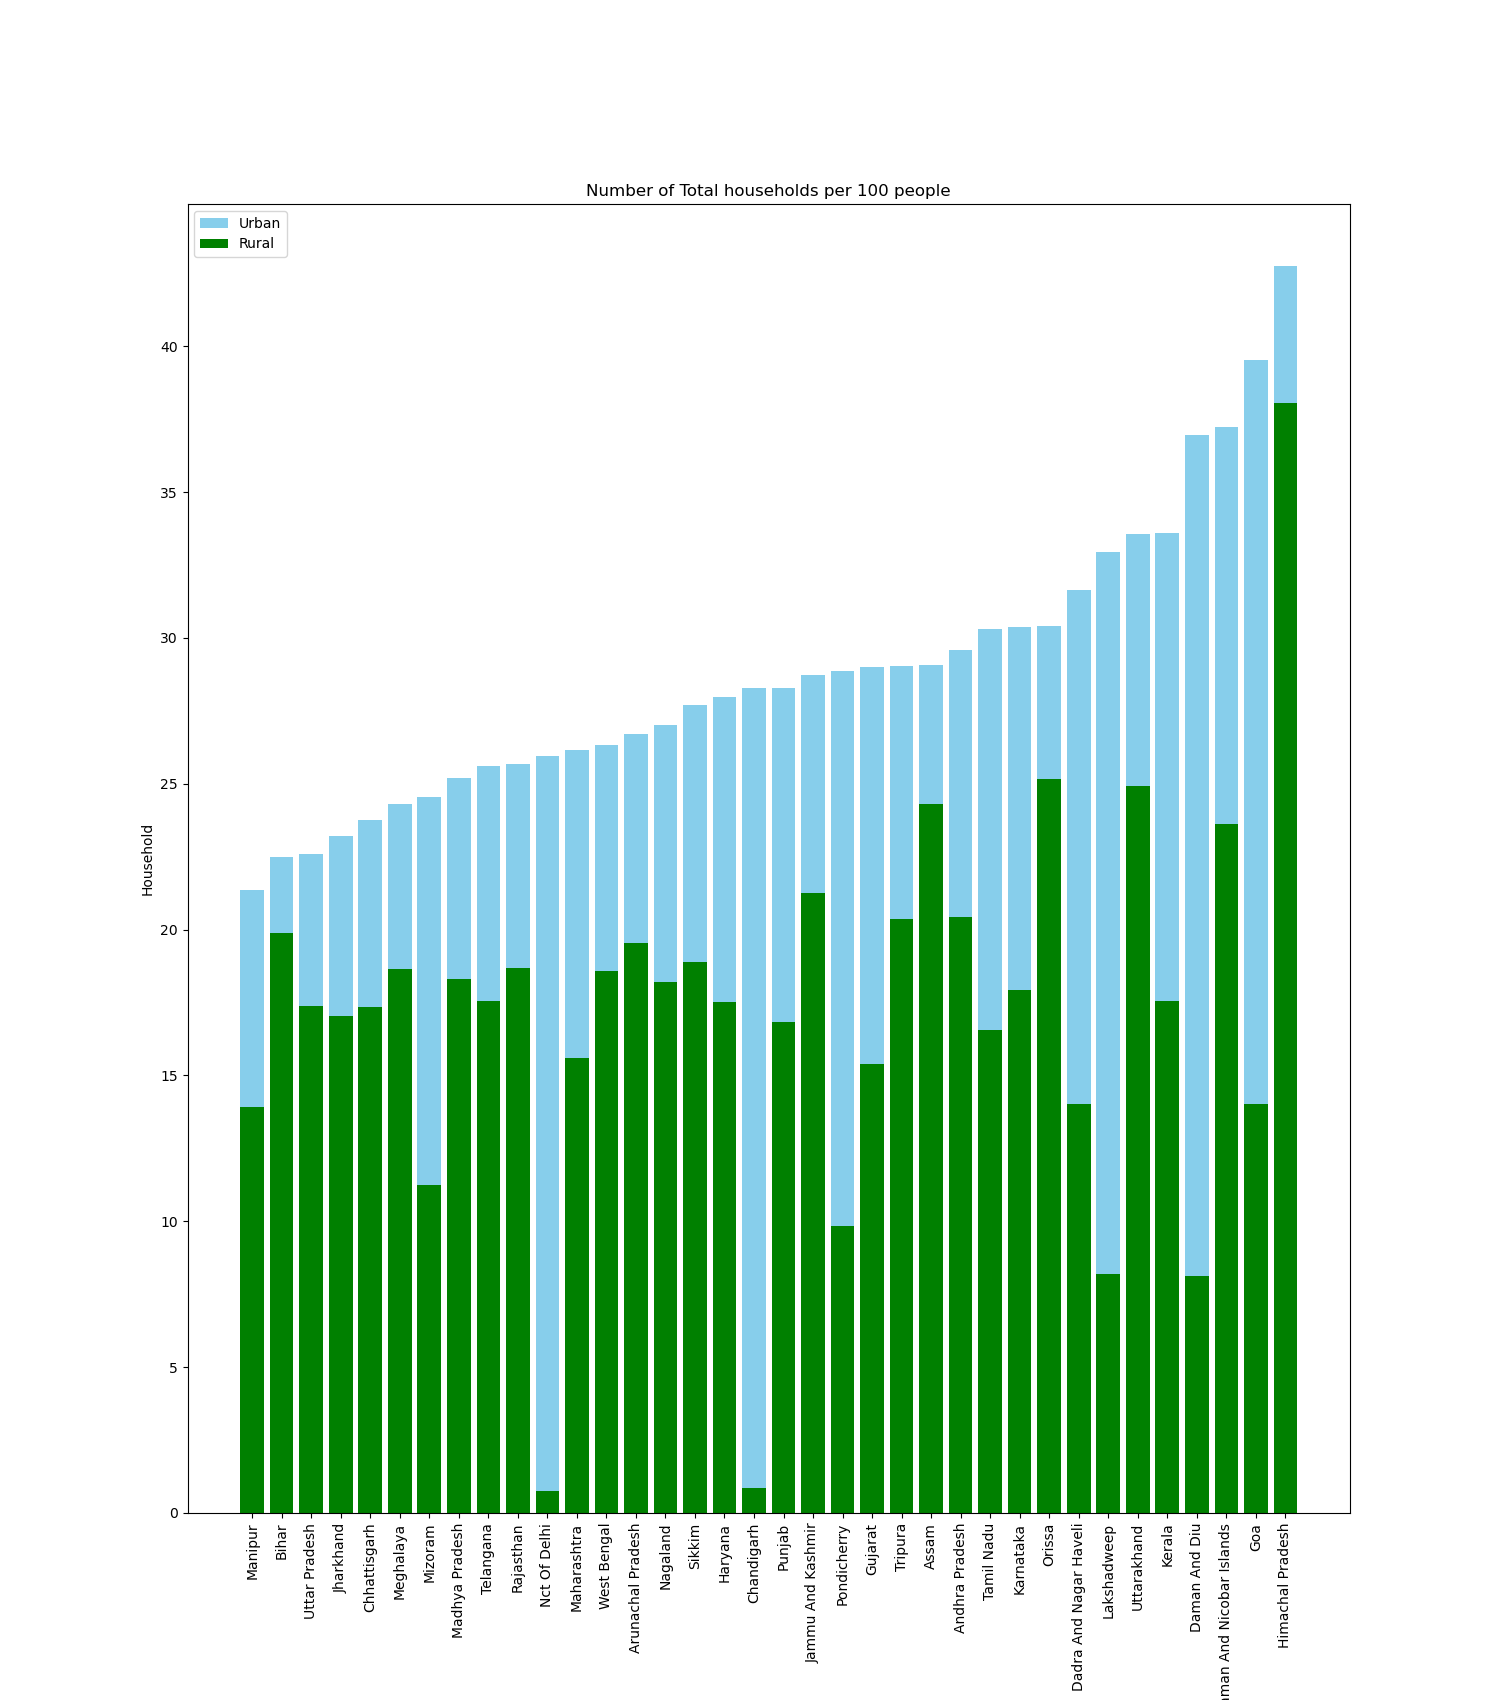 Number of Total households per 100 people
Urban
Rural
40
35
30
25
20
15
10
5
0
Household
Manipur
Bihar
Uttar Pradesh
Jharkhand
Chhattisgarh
Meghalaya
Mizoram
Madhya Pradesh
Telangana
Rajasthan
Nct Of Delhi
Maharashtra
West Bengal
Arunachal Pradesh
Nagaland
Sikkim
Haryana
Chandigarh
Punjab
Jammu And Kashmir
Pondicherry
Gujarat
Tripura
Assam
Andhra Pradesh
Tamil Nadu
Karnataka
Orissa
Dadra And Nagar Haveli
Lakshadweep
Uttarakhand
Kerala
Daman And Diu
And Nicobar Islands
Goa
Himachal Pradesh